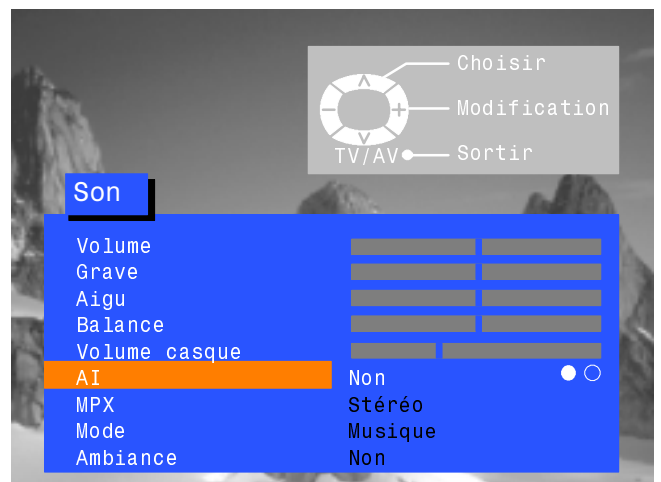 Choisir
Modification
TV/AV Sortir
Son
Volume
Grave
Aigu
Balance
Volume casque
AI Non
MPX Stéréo
Mode Musique
Ambiance Non